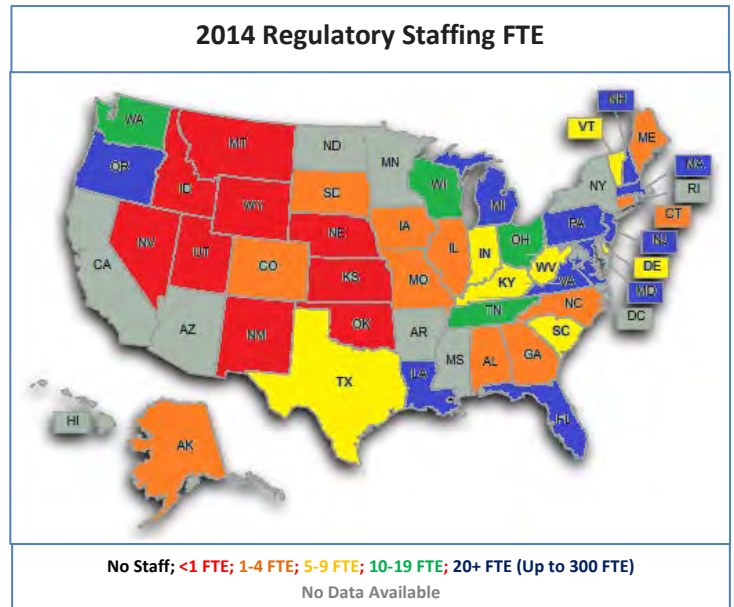 2014 Regulatory Staffing FTE
NH
WA
VT
ME
MT
ND
OR
MN
MA
ID
NY
RI
WI
SD
MI
WY
CT
IA
PA
NJ
NE
NV
OH
IL
IN
DE
UT
WV
CO
VA
CA
KS
MO
KY
MD
NC
DC
TN
OK
AZ
NM
AR
SC
MS
AL
GA
LA
TX
FL
HI
AK
No Staff; <1 FTE; 1-4 FTE; 5-9 FTE; 10-19 FTE; 20+ FTE (Up to 300 FTE)
No Data Available